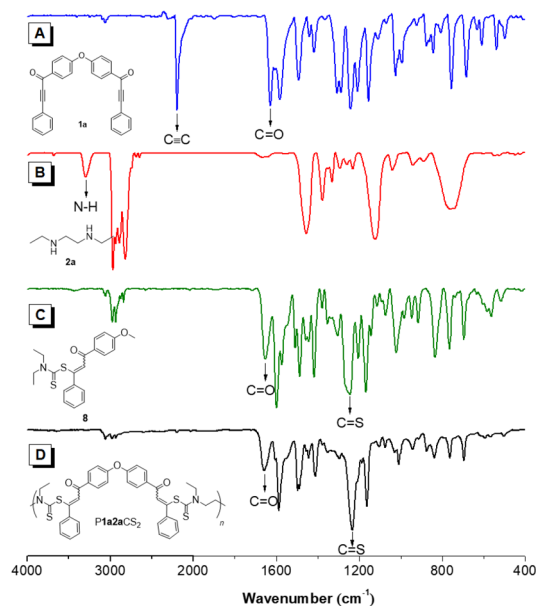 A
O
O
O
1a
C≡C
C=O
B
N-H
H
N
N
H
2a
C
O
N
S
O
S
8
C=O
C=S
D
O
O
O
N
S
S
N
S
S
n
P1a2aCS₂
C=O
C=S
4000 3000 2000 1600 1200 800 400
Wavenumber (cm⁻¹)